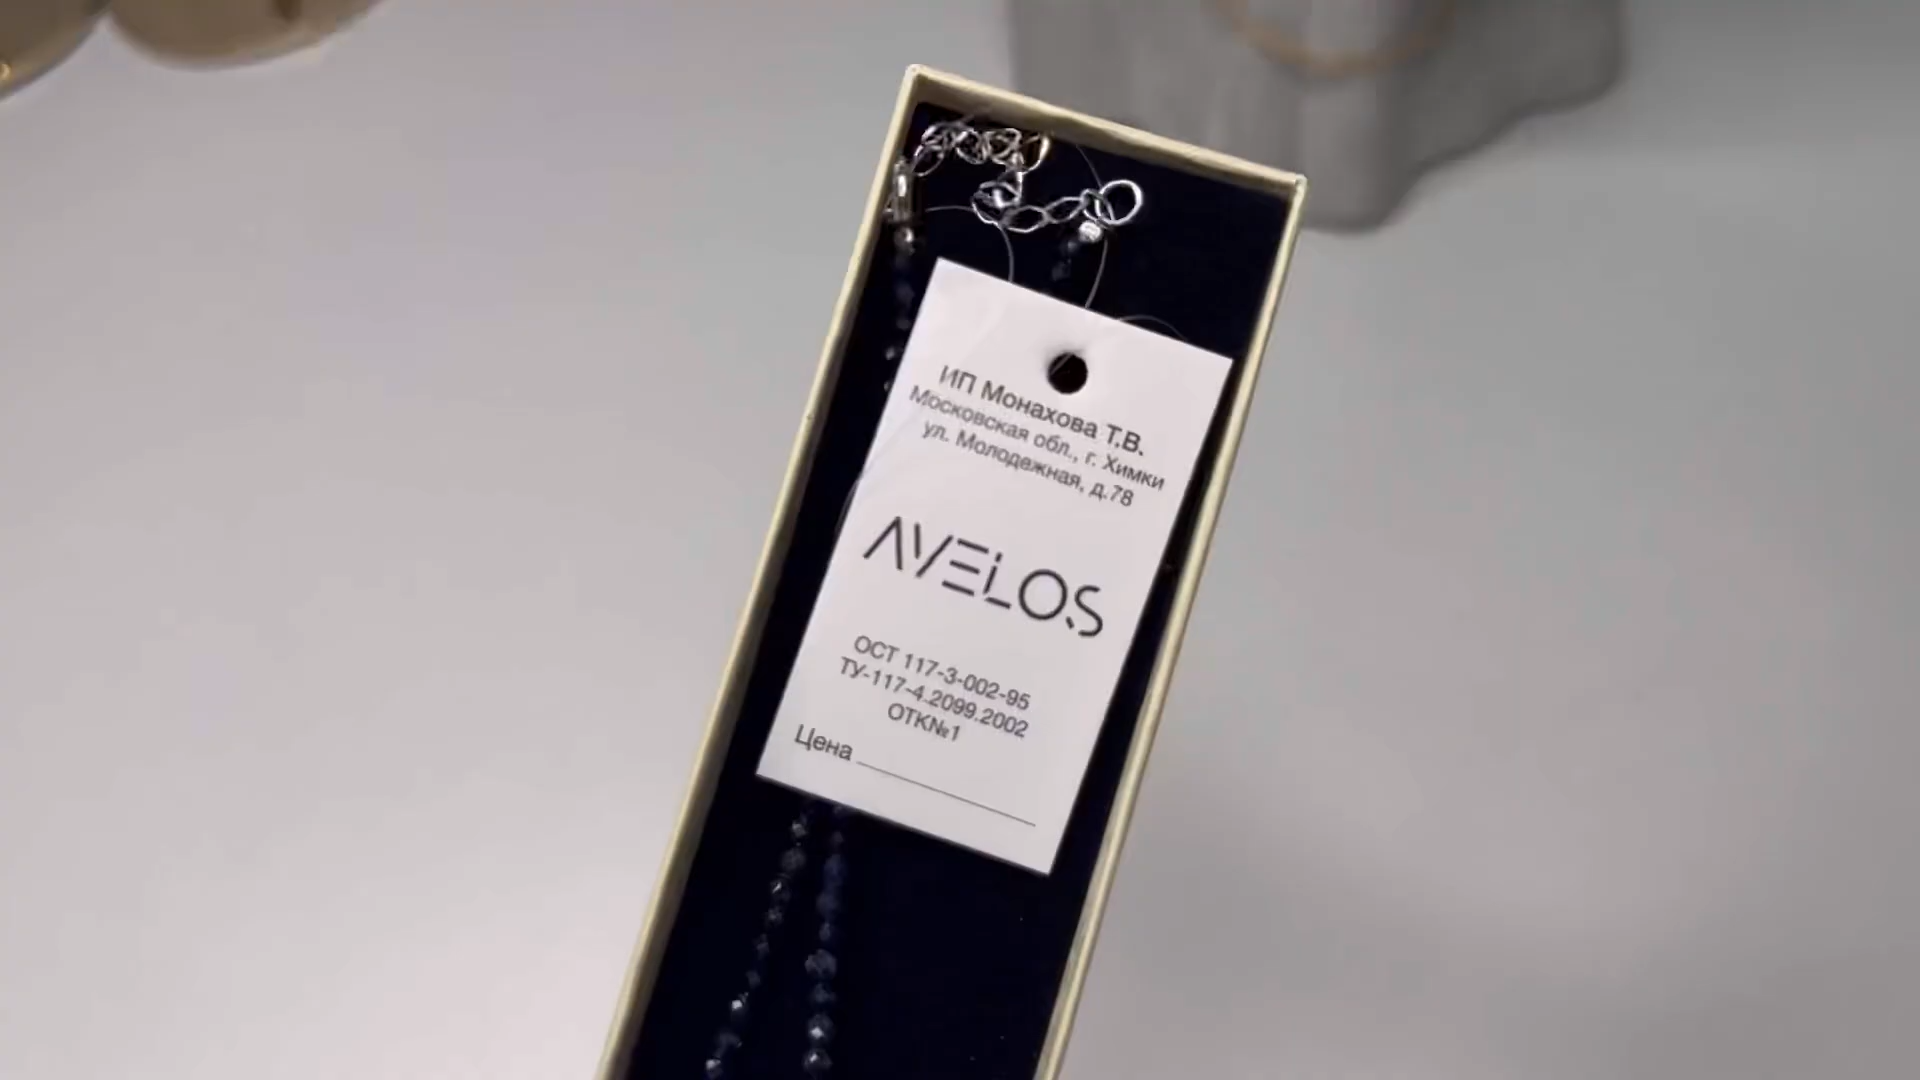 ИП Монахова Т.В.
Московская обл., г. Химки
ул. Молодежная, д.78
AVELOS
ОСТ 117-3-002-95
ТУ-117-4.2099.2002
ОТК№1
Цена